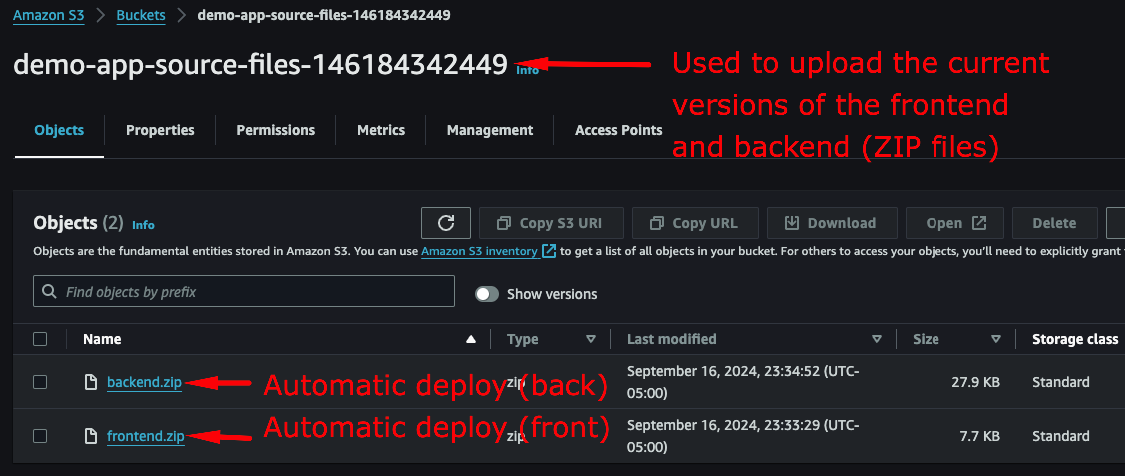 Amazon S3 > Buckets > demo-app-source-files-146184342449
demo-app-source-files-146184342449 Info
Used to upload the current
versions of the frontend
and backend (ZIP files)
Objects Properties Permissions Metrics Management Access Points
Objects (2) Info
Copy S3 URI Copy URL Download Open Delete
Objects are the fundamental entities stored in Amazon S3. You can use Amazon S3 inventory to get a list of all objects in your bucket. For others to access your objects, you'll need to explicitly grant
Find objects by prefix
Show versions
Name Type Last modified Size Storage class
backend.zip Automatic deploy (back) zip September 16, 2024, 23:34:52 (UTC-
05:00) 27.9 KB Standard
frontend.zip Automatic deploy (front) zip September 16, 2024, 23:33:29 (UTC-
05:00) 7.7 KB Standard